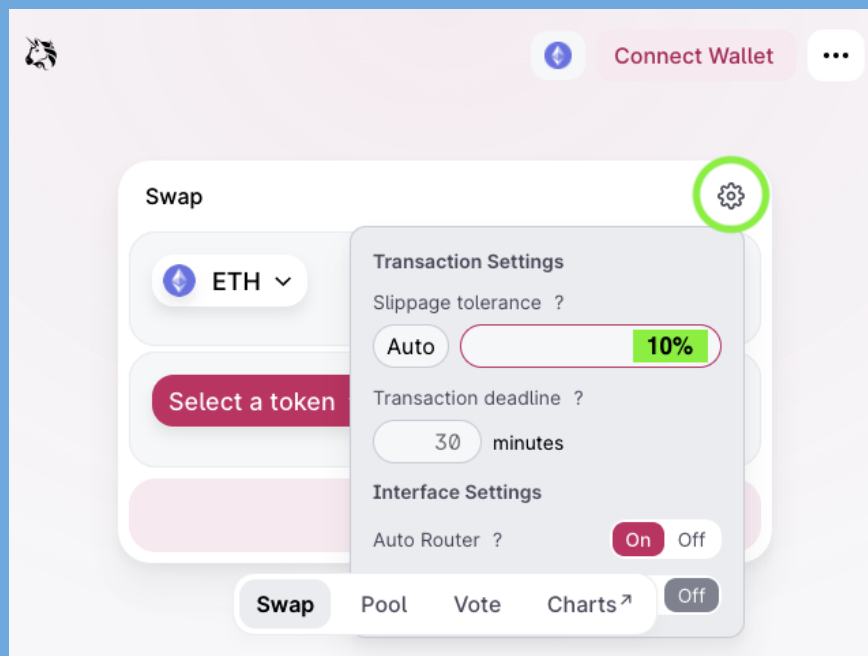 Connect Wallet
Swap
ETH
Transaction Settings
Slippage tolerance ?
Auto
10%
Select a token
Transaction deadline ?
30 minutes
Interface Settings
Auto Router ?
On Off
Off
Swap Pool Vote Charts↗